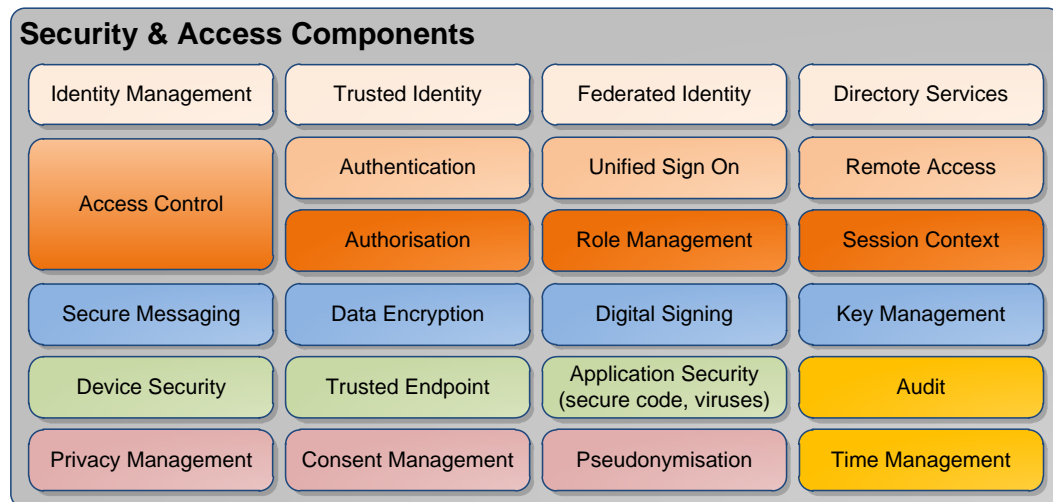 Security & Access Components
Identity Management
Trusted Identity
Federated Identity
Directory Services
Access Control
Authentication
Unified Sign On
Remote Access
Authorisation
Role Management
Session Context
Secure Messaging
Data Encryption
Digital Signing
Key Management
Device Security
Trusted Endpoint
Application Security
(secure code, viruses)
Audit
Privacy Management
Consent Management
Pseudonymisation
Time Management